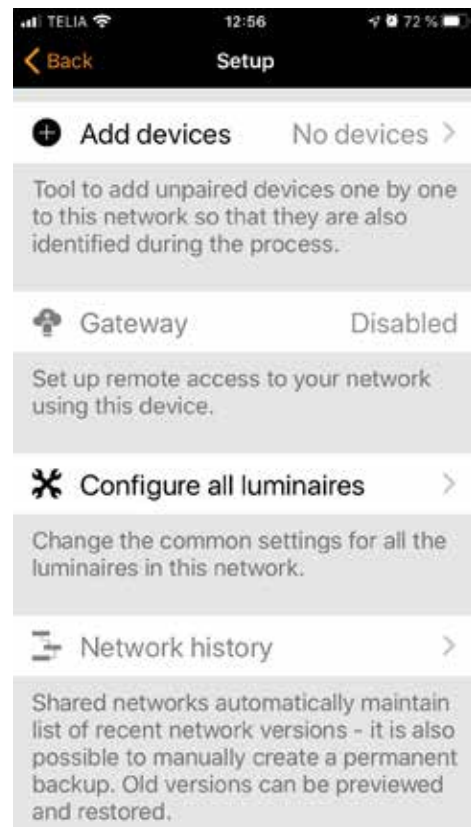 TELIA 12:56 72 %
Back Setup
Add devices No devices
Tool to add unpaired devices one by one
to this network so that they are also
identified during the process.
Gateway Disabled
Set up remote access to your network
using this device.
Configure all luminaires
Change the common settings for all the
luminaires in this network.
Network history
Shared networks automatically maintain
list of recent network versions - it is also
possible to manually create a permanent
backup. Old versions can be previewed
and restored.